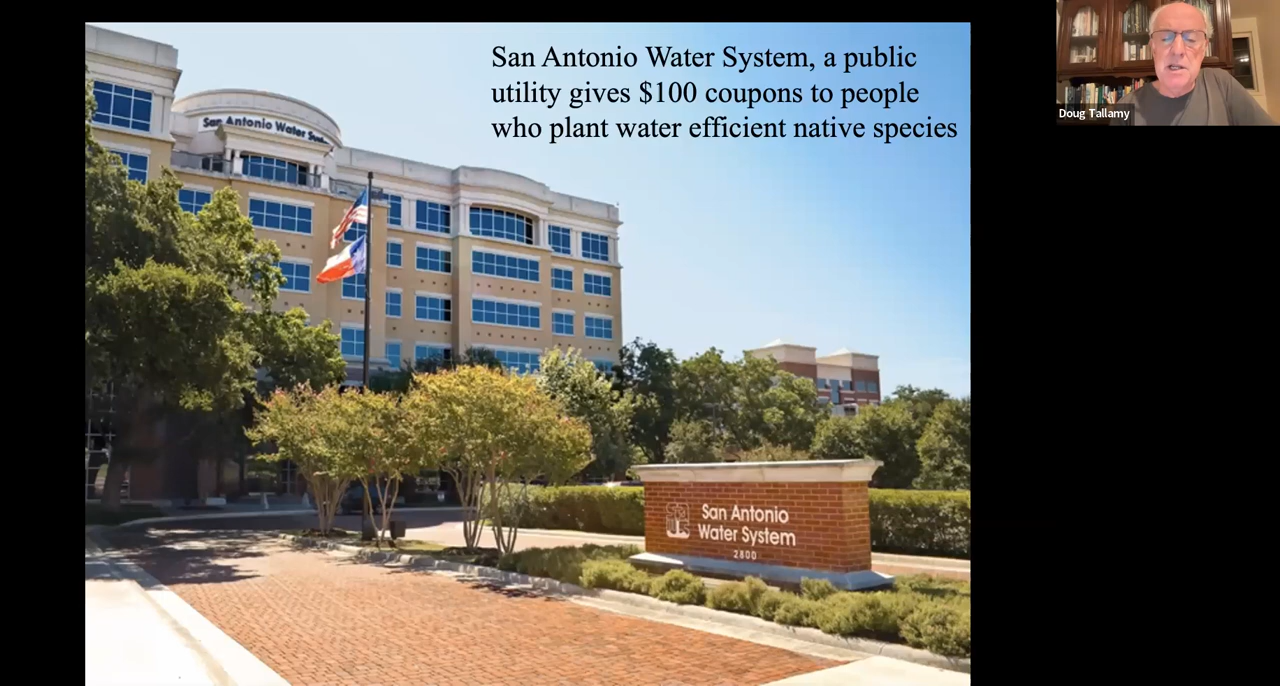 San Antonio Water System, a public
utility gives $100 coupons to people
who plant water efficient native species
Doug Tallamy
San Antonio Water Syst
San Antonio
Water System
2800